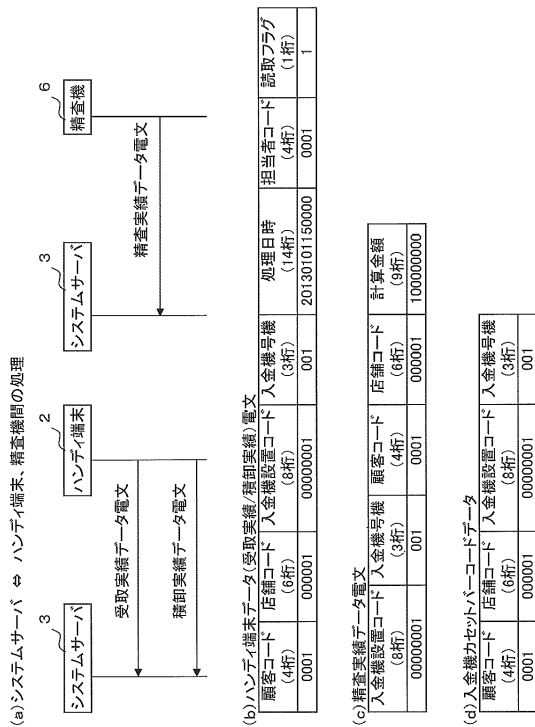 (a)システムサーバ ⇔ ハンディ端末、精査機間の処理
3 2 3 6
システムサーバ ハンディ端末 システムサーバ 精査機
受取実績データ電文
積卸実績データ電文
精査実績データ電文
(b)ハンディ端末データ(受取実績/積卸実績)電文
顧客コード(4桁) 店舗コード(6桁) 入金機設置コード(8桁) 入金機号機(3桁) 処理日時(14桁) 担当者コード(4桁) 読取フラグ(1桁)
0001 000001 00000001 001 20130101150000 0001 1
(c)精査実績データ電文
入金機設置コード(8桁) 入金機号機(3桁) 顧客コード(4桁) 店舗コード(6桁) 計算金額(9桁)
00000001 001 0001 000001 100000000
(d)入金機カセットバーコードデータ
顧客コード(4桁) 店舗コード(6桁) 入金機設置コード(8桁) 入金機号機(3桁)
0001 000001 00000001 001